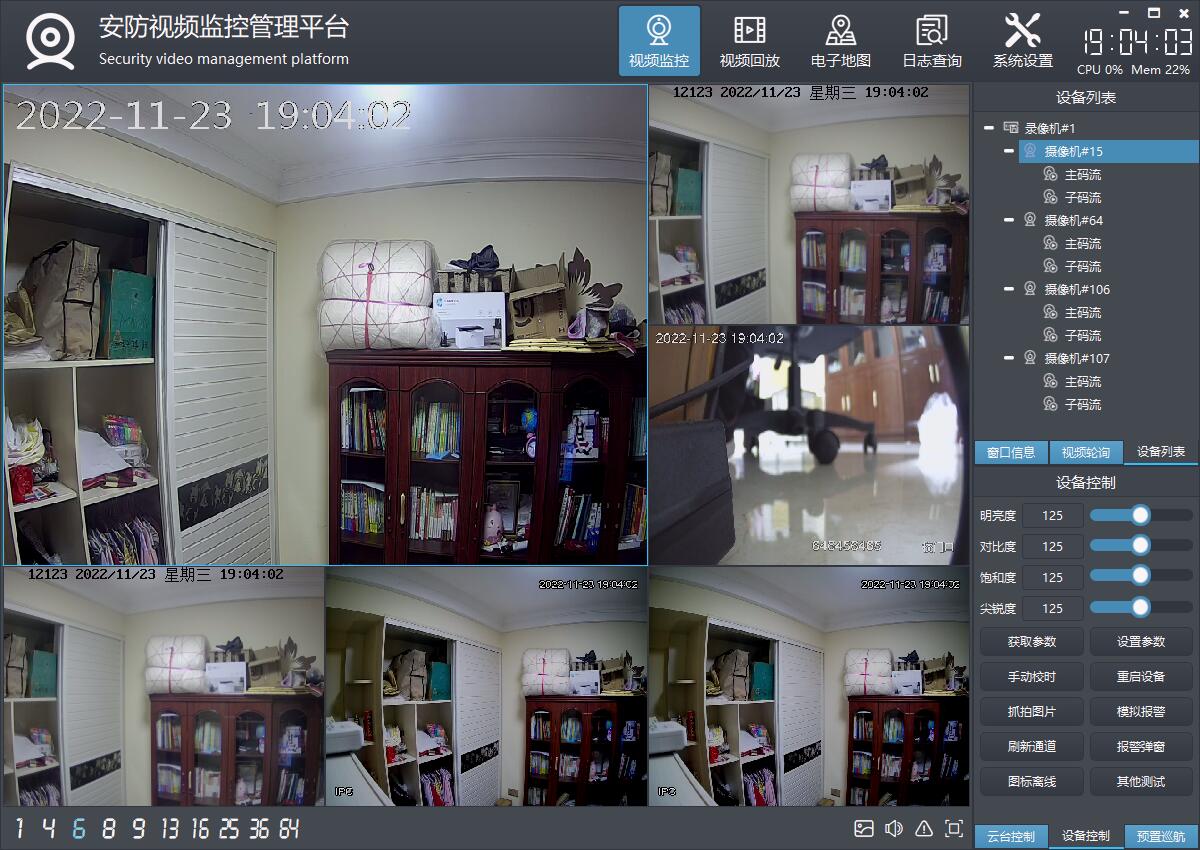 安防视频监控管理平台
Security video management platform
视频监控
视频回放
电子地图
日志查询
系统设置
19:04:03
CPU 0% Mem 22%
2022-11-23 19:04:02
12123 2022/11/23 星期三 19:04:02
2022-11-23 19:04:02
12123 2022/11/23 星期三 19:04:02
2022-11-23 19:04:02
IPC
2022-11-23 19:04:02
IPC
设备列表
录像机#1
摄像机#15
主码流
子码流
摄像机#64
主码流
子码流
摄像机#106
主码流
子码流
摄像机#107
主码流
子码流
窗口信息
视频轮询
设备列表
设备控制
明亮度 125
对比度 125
饱和度 125
尖锐度 125
获取参数 设置参数
手动校时 重启设备
抓拍图片 模拟报警
刷新通道 报警弹窗
图标离线 其他测试
云台控制 设备控制 预置巡航
1 4 6 8 9 13 16 25 36 64